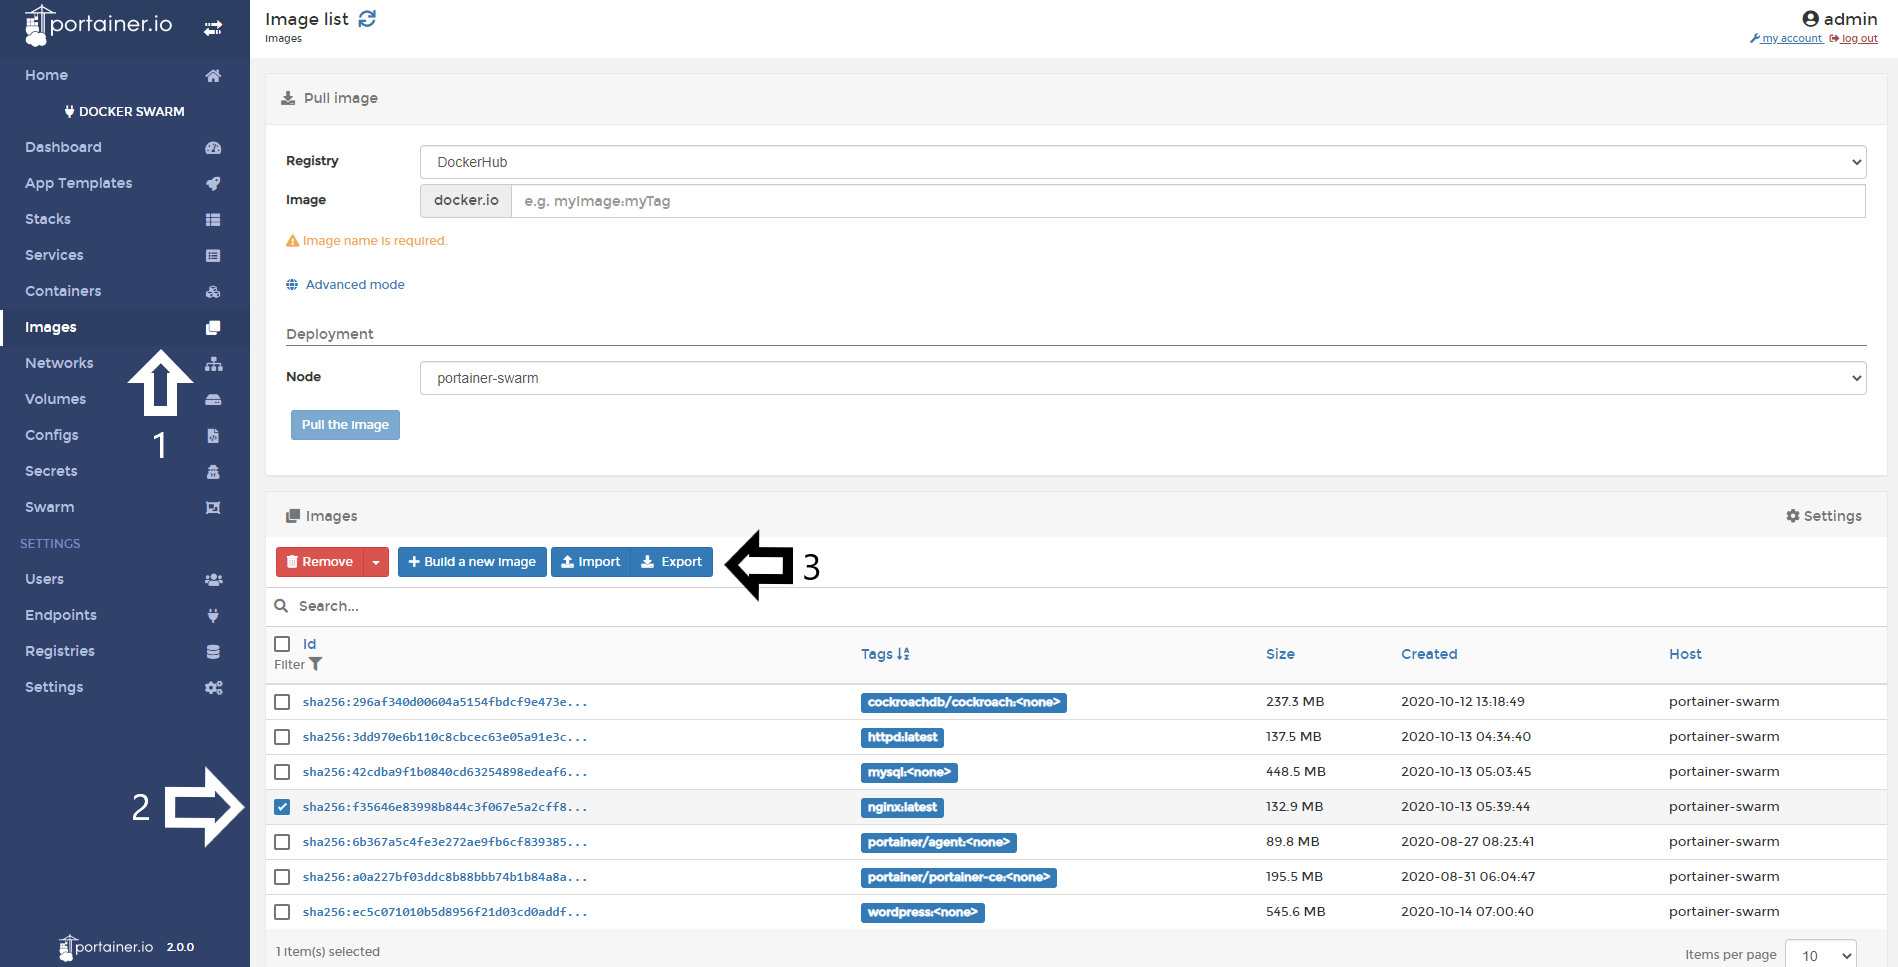 portainer.io
Home
DOCKER SWARM
Dashboard
App Templates
Stacks
Services
Containers
Images
Networks
Volumes
Configs
Secrets
Swarm
SETTINGS
Users
Endpoints
Registries
Settings
portainer.io 2.0.0
1
2
Image list
Images
admin
my account log out
Pull image
Registry DockerHub
Image docker.io e.g. myImage:myTag
Image name is required.
Advanced mode
Deployment
Node portainer-swarm
Pull the image
Images Settings
Remove Build a new image Import Export 3
Search...
Id
Filter
Tags Size Created Host
sha256:296af340d00604a5154fbdcf9e473e... cockroachdb/cockroach:<none> 237.3 MB 2020-10-12 13:18:49 portainer-swarm
sha256:3dd970e6b110c8cbcec63e05a91e3c... httpd:latest 137.5 MB 2020-10-13 04:34:40 portainer-swarm
sha256:42cdba9f1b0840cd63254898edeaf6... mysql:<none> 448.5 MB 2020-10-13 05:03:45 portainer-swarm
sha256:f35646e83998b844c3f067e5a2cff8... nginx:latest 132.9 MB 2020-10-13 05:39:44 portainer-swarm
sha256:6b367a5c4fe3e272ae9fb6cf839385... portainer/agent:<none> 89.8 MB 2020-08-27 08:23:41 portainer-swarm
sha256:a0a227bf03ddc8b88bbb74b1b84a8a... portainer/portainer-ce:<none> 195.5 MB 2020-08-31 06:04:47 portainer-swarm
sha256:ec5c071010b5d8956f21d03cd0addf... wordpress:<none> 545.6 MB 2020-10-14 07:00:40 portainer-swarm
1 item(s) selected
Items per page 10